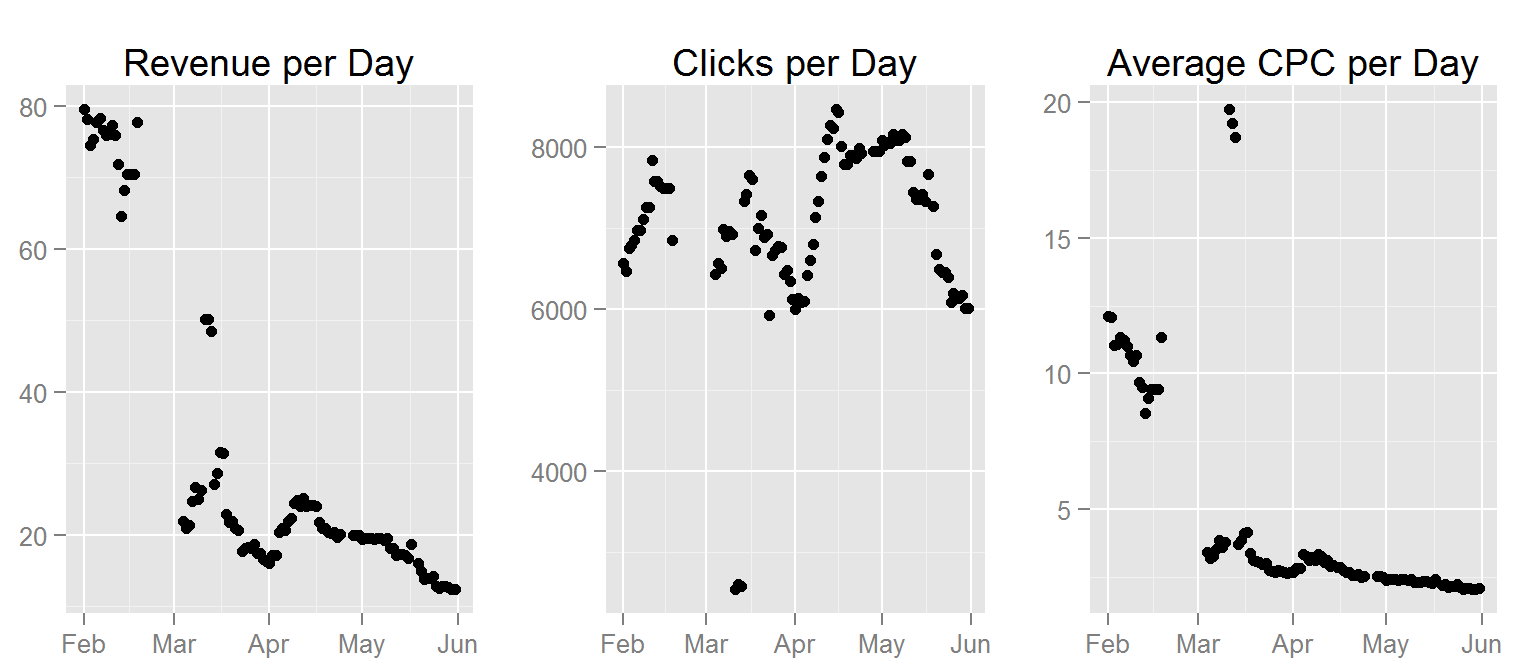 Revenue per Day
80
60
40
20
Feb Mar Apr May Jun
Clicks per Day
8000
6000
4000
Feb Mar Apr May Jun
Average CPC per Day
20
15
10
5
Feb Mar Apr May Jun